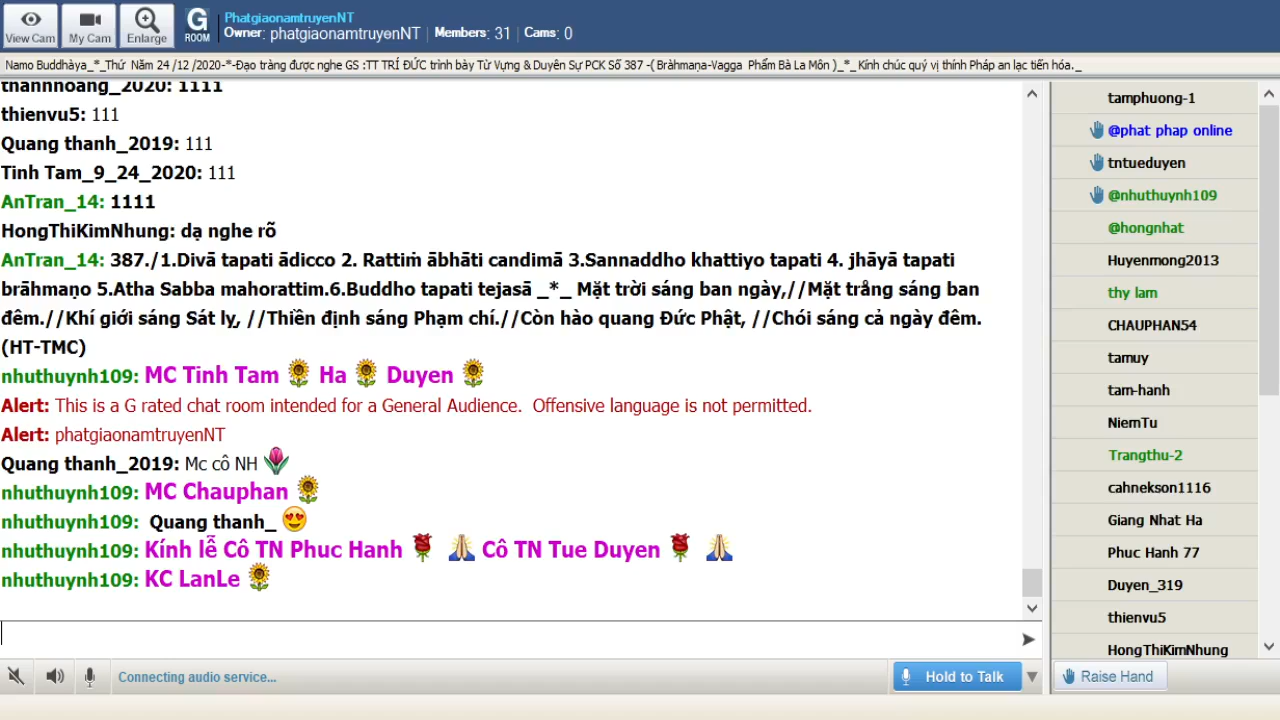 View Cam
My Cam
Enlarge
G
ROOM
PhatgiaonamtruyenNT
Owner: phatgiaonamtruyenNT | Members: 31 | Cams: 0
Namo Buddhàya_*_Thứ Năm 24 /12 /2020-*-Đạo tràng được nghe GS :TT TRÍ ĐỨC trình bày Từ Vựng & Duyên Sự PCK Số 387 -( Bràhmaṇa-Vagga Phẩm Bà La Môn )_*_Kính chúc quý vị thính Pháp an lạc tiến hóa._
thanhhoang_2020: 1111
thienvu5: 111
Quang thanh_2019: 111
Tinh Tam_9_24_2020: 111
AnTran_14: 1111
HongThiKimNhung: dạ nghe rõ
AnTran_14: 387./1.Divā tapati ādicco 2. Rattiṁ ābhāti candimā 3.Sannaddho khattiyo tapati 4. jhāyā tapati
brāhmaṇo 5.Atha Sabba mahorattim.6.Buddho tapati tejasā _*_ Mặt trời sáng ban ngày,//Mặt trăng sáng ban
đêm.//Khí giới sáng Sát lỵ, //Thiền định sáng Phạm chí.//Còn hào quang Đức Phật, //Chói sáng cả ngày đêm.
(HT-TMC)
nhuthuynh109: MC Tinh Tam 🌻 Ha 🌻 Duyen 🌻
Alert: This is a G rated chat room intended for a General Audience. Offensive language is not permitted.
Alert: phatgiaonamtruyenNT
Quang thanh_2019: Mc cô NH 🌷
nhuthuynh109: MC Chauphan 🌻
nhuthuynh109: Quang thanh_ 😍
nhuthuynh109: Kính lễ Cô TN Phuc Hanh 🌹 🙏 Cô TN Tue Duyen 🌹 🙏
nhuthuynh109: KC LanLe 🌻
Connecting audio service...
Hold to Talk
tamphuong-1
@phat phap online
tntueduyen
@nhuthuynh109
@hongnhat
Huyenmong2013
thy lam
CHAUPHAN54
tamuy
tam-hanh
NiemTu
Trangthu-2
cahnekson1116
Giang Nhat Ha
Phuc Hanh 77
Duyen_319
thienvu5
HongThiKimNhung
Raise Hand